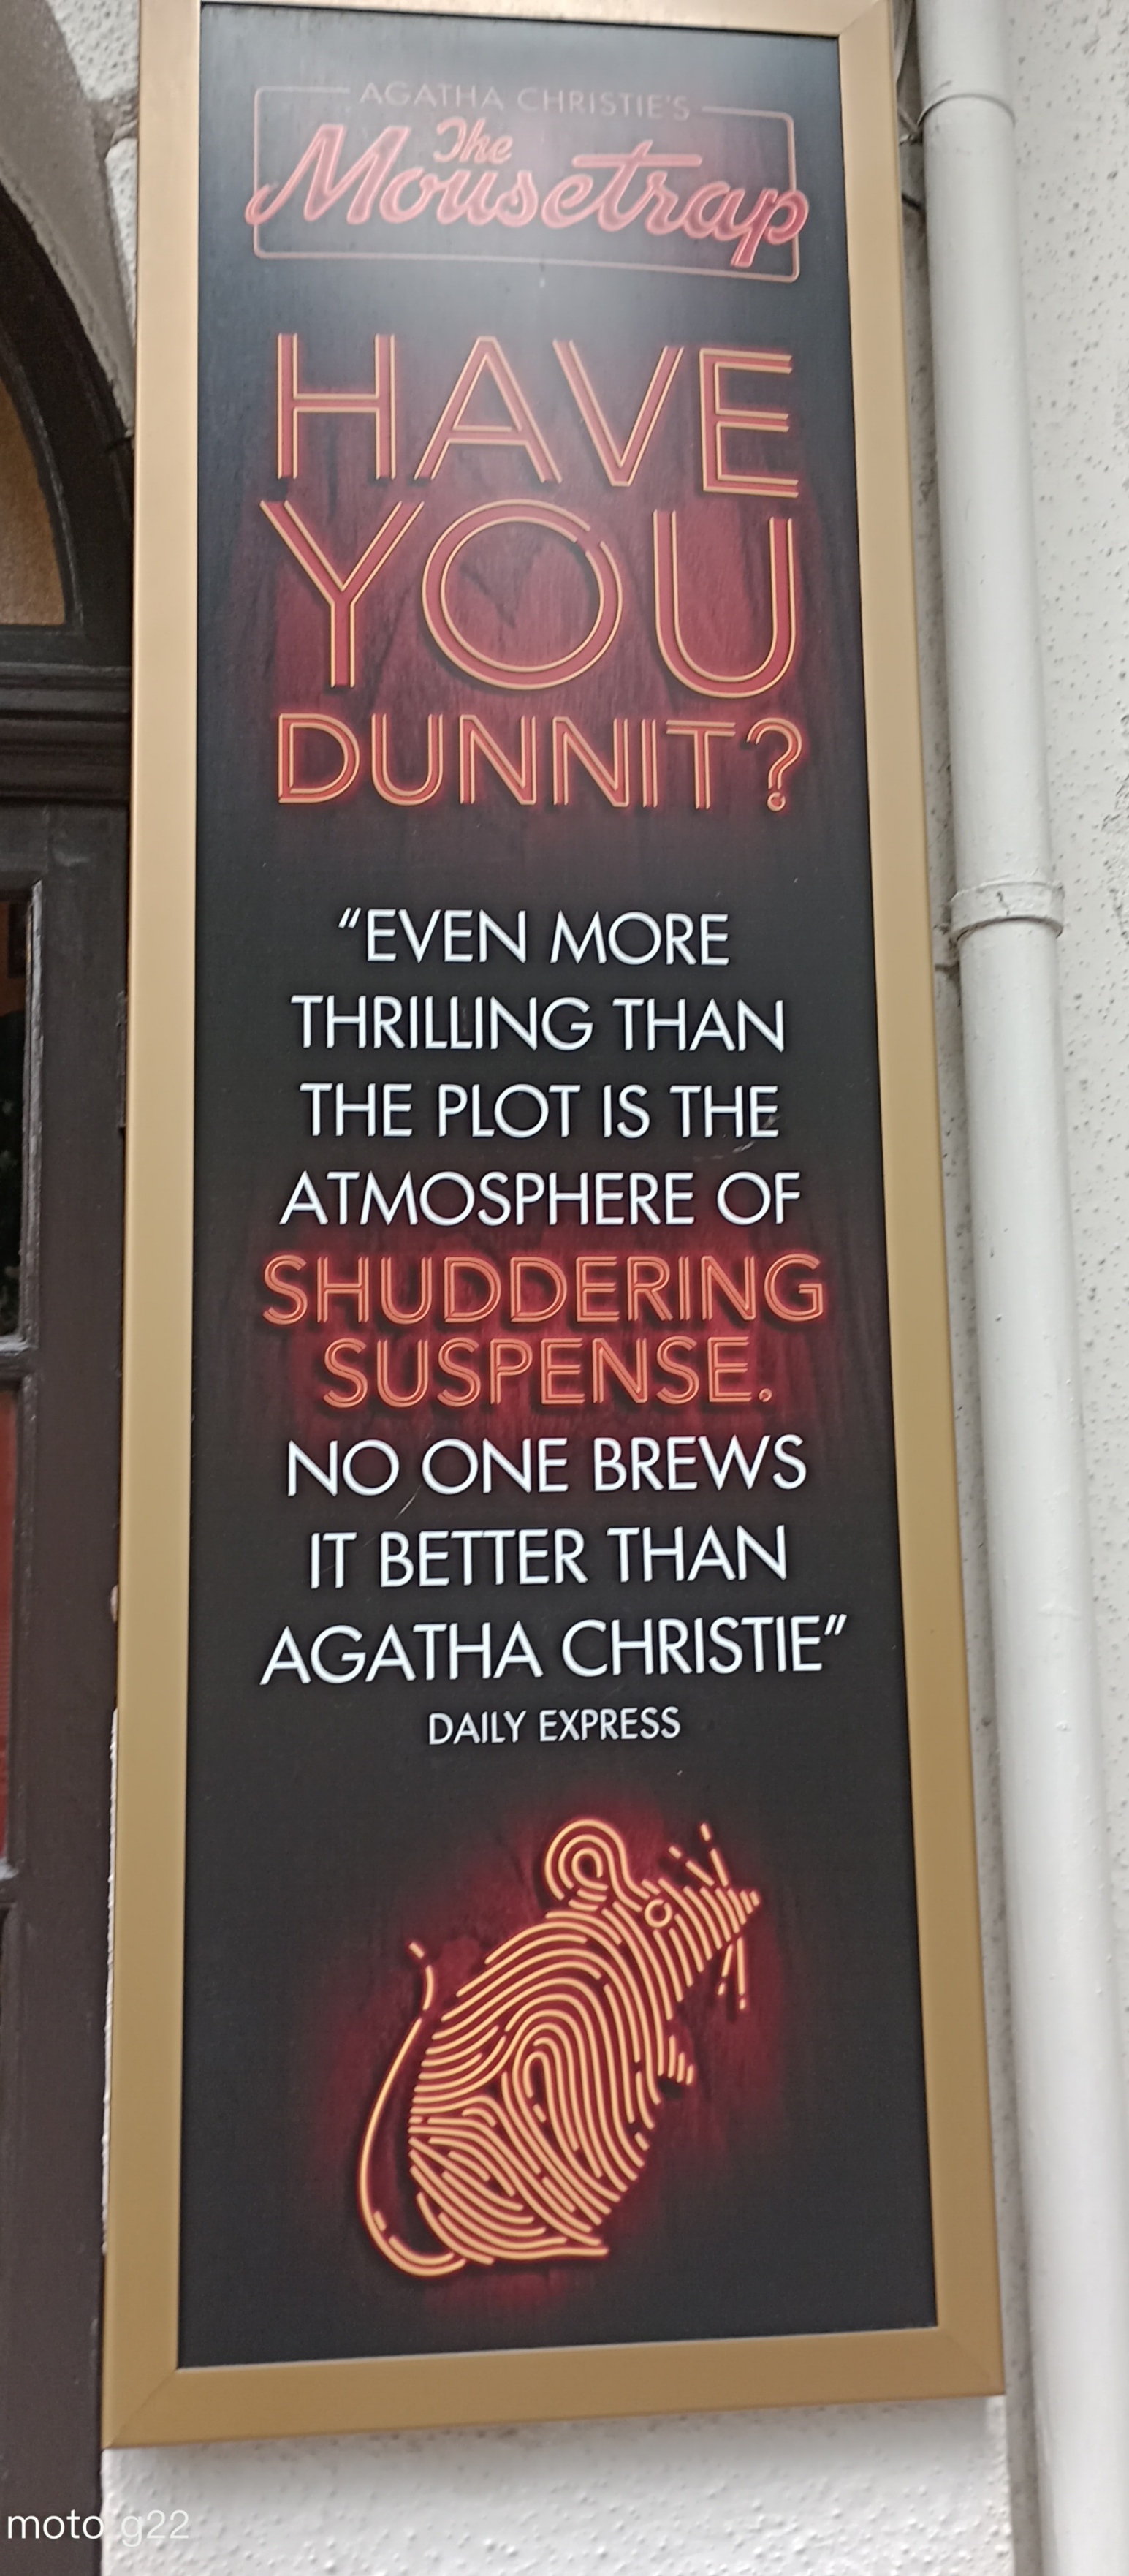 AGATHA CHRISTIE'S
The
Mousetrap
HAVE
YOU
DUNNIT?
“EVEN MORE
THRILLING THAN
THE PLOT IS THE
ATMOSPHERE OF
SHUDDERING
SUSPENSE.
NO ONE BREWS
IT BETTER THAN
AGATHA CHRISTIE”
DAILY EXPRESS
moto g22